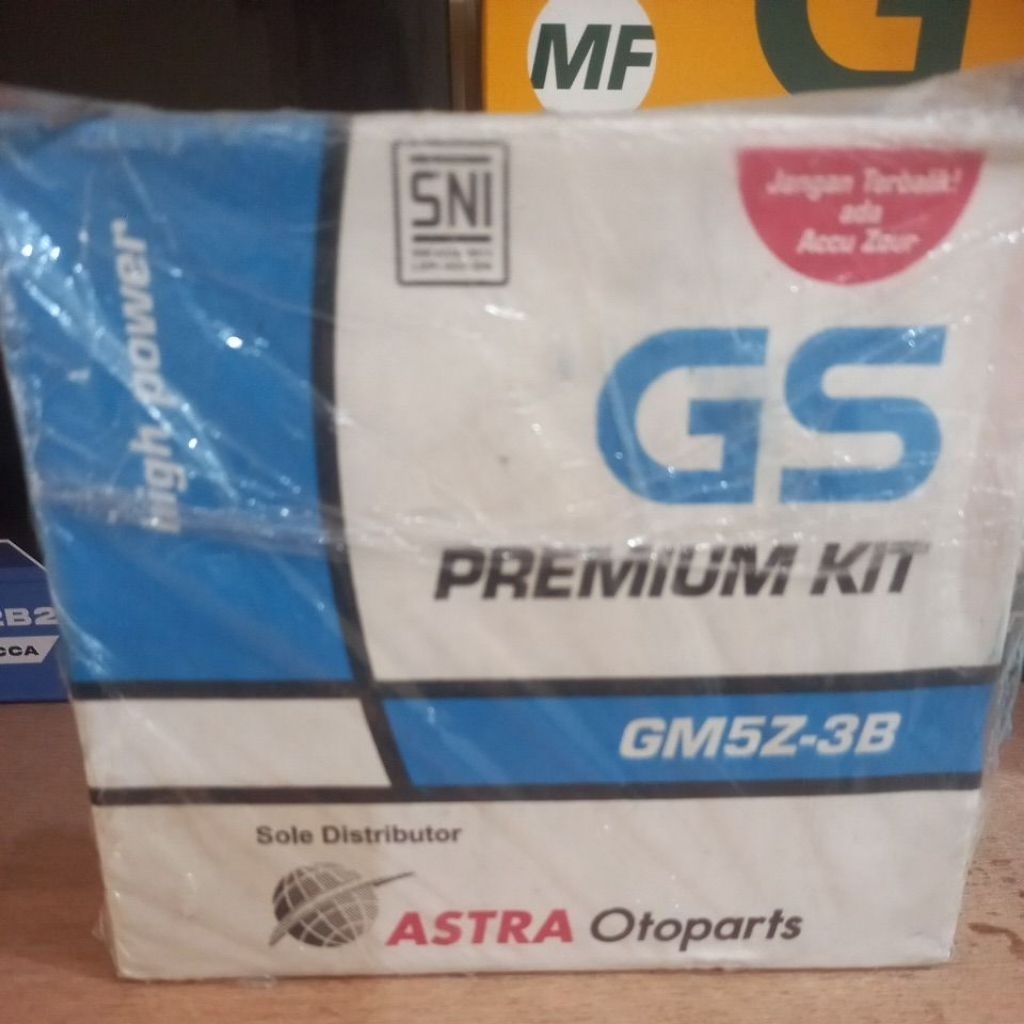 MF
G
SNI
Jangan Terbalik!
ada
Accu Zuur
high power
GS
PREMIUM KIT
2B2
CCA
GM5Z-3B
Sole Distributor
ASTRA Otoparts